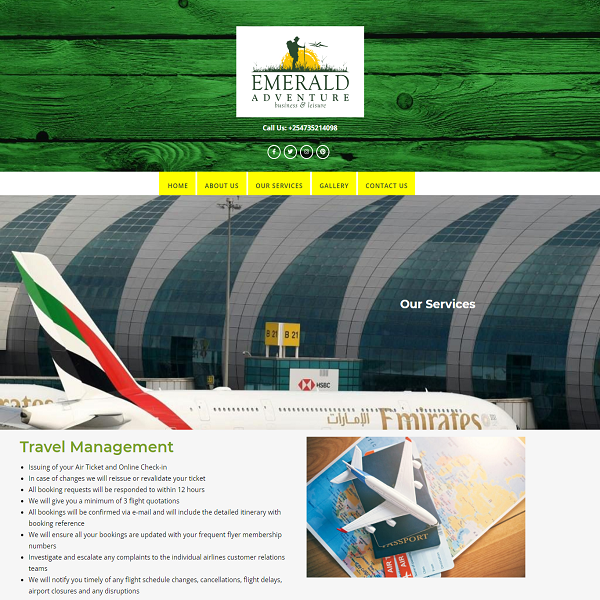 EMERALD
ADVENTURE
business & leisure
Call Us: +254735214098
HOME
ABOUT US
OUR SERVICES
GALLERY
CONTACT US
Our Services
B 21
B 21
HSBC
الإمارات
Emirates
Travel Management
Issuing of your Air Ticket and Online Check-in
In case of changes we will reissue or revalidate your ticket
All booking requests will be responded to within 12 hours
We will give you a minimum of 3 flight quotations
All bookings will be confirmed via e-mail and will include the detailed itinerary with
booking reference
We will ensure all your bookings are updated with your frequent flyer membership
numbers
Investigate and escalate any complaints to the individual airlines customer relations
teams
We will notify you timely of any flight schedule changes, cancellations, flight delays,
airport closures and any disruptions
PASSPORT
AIR